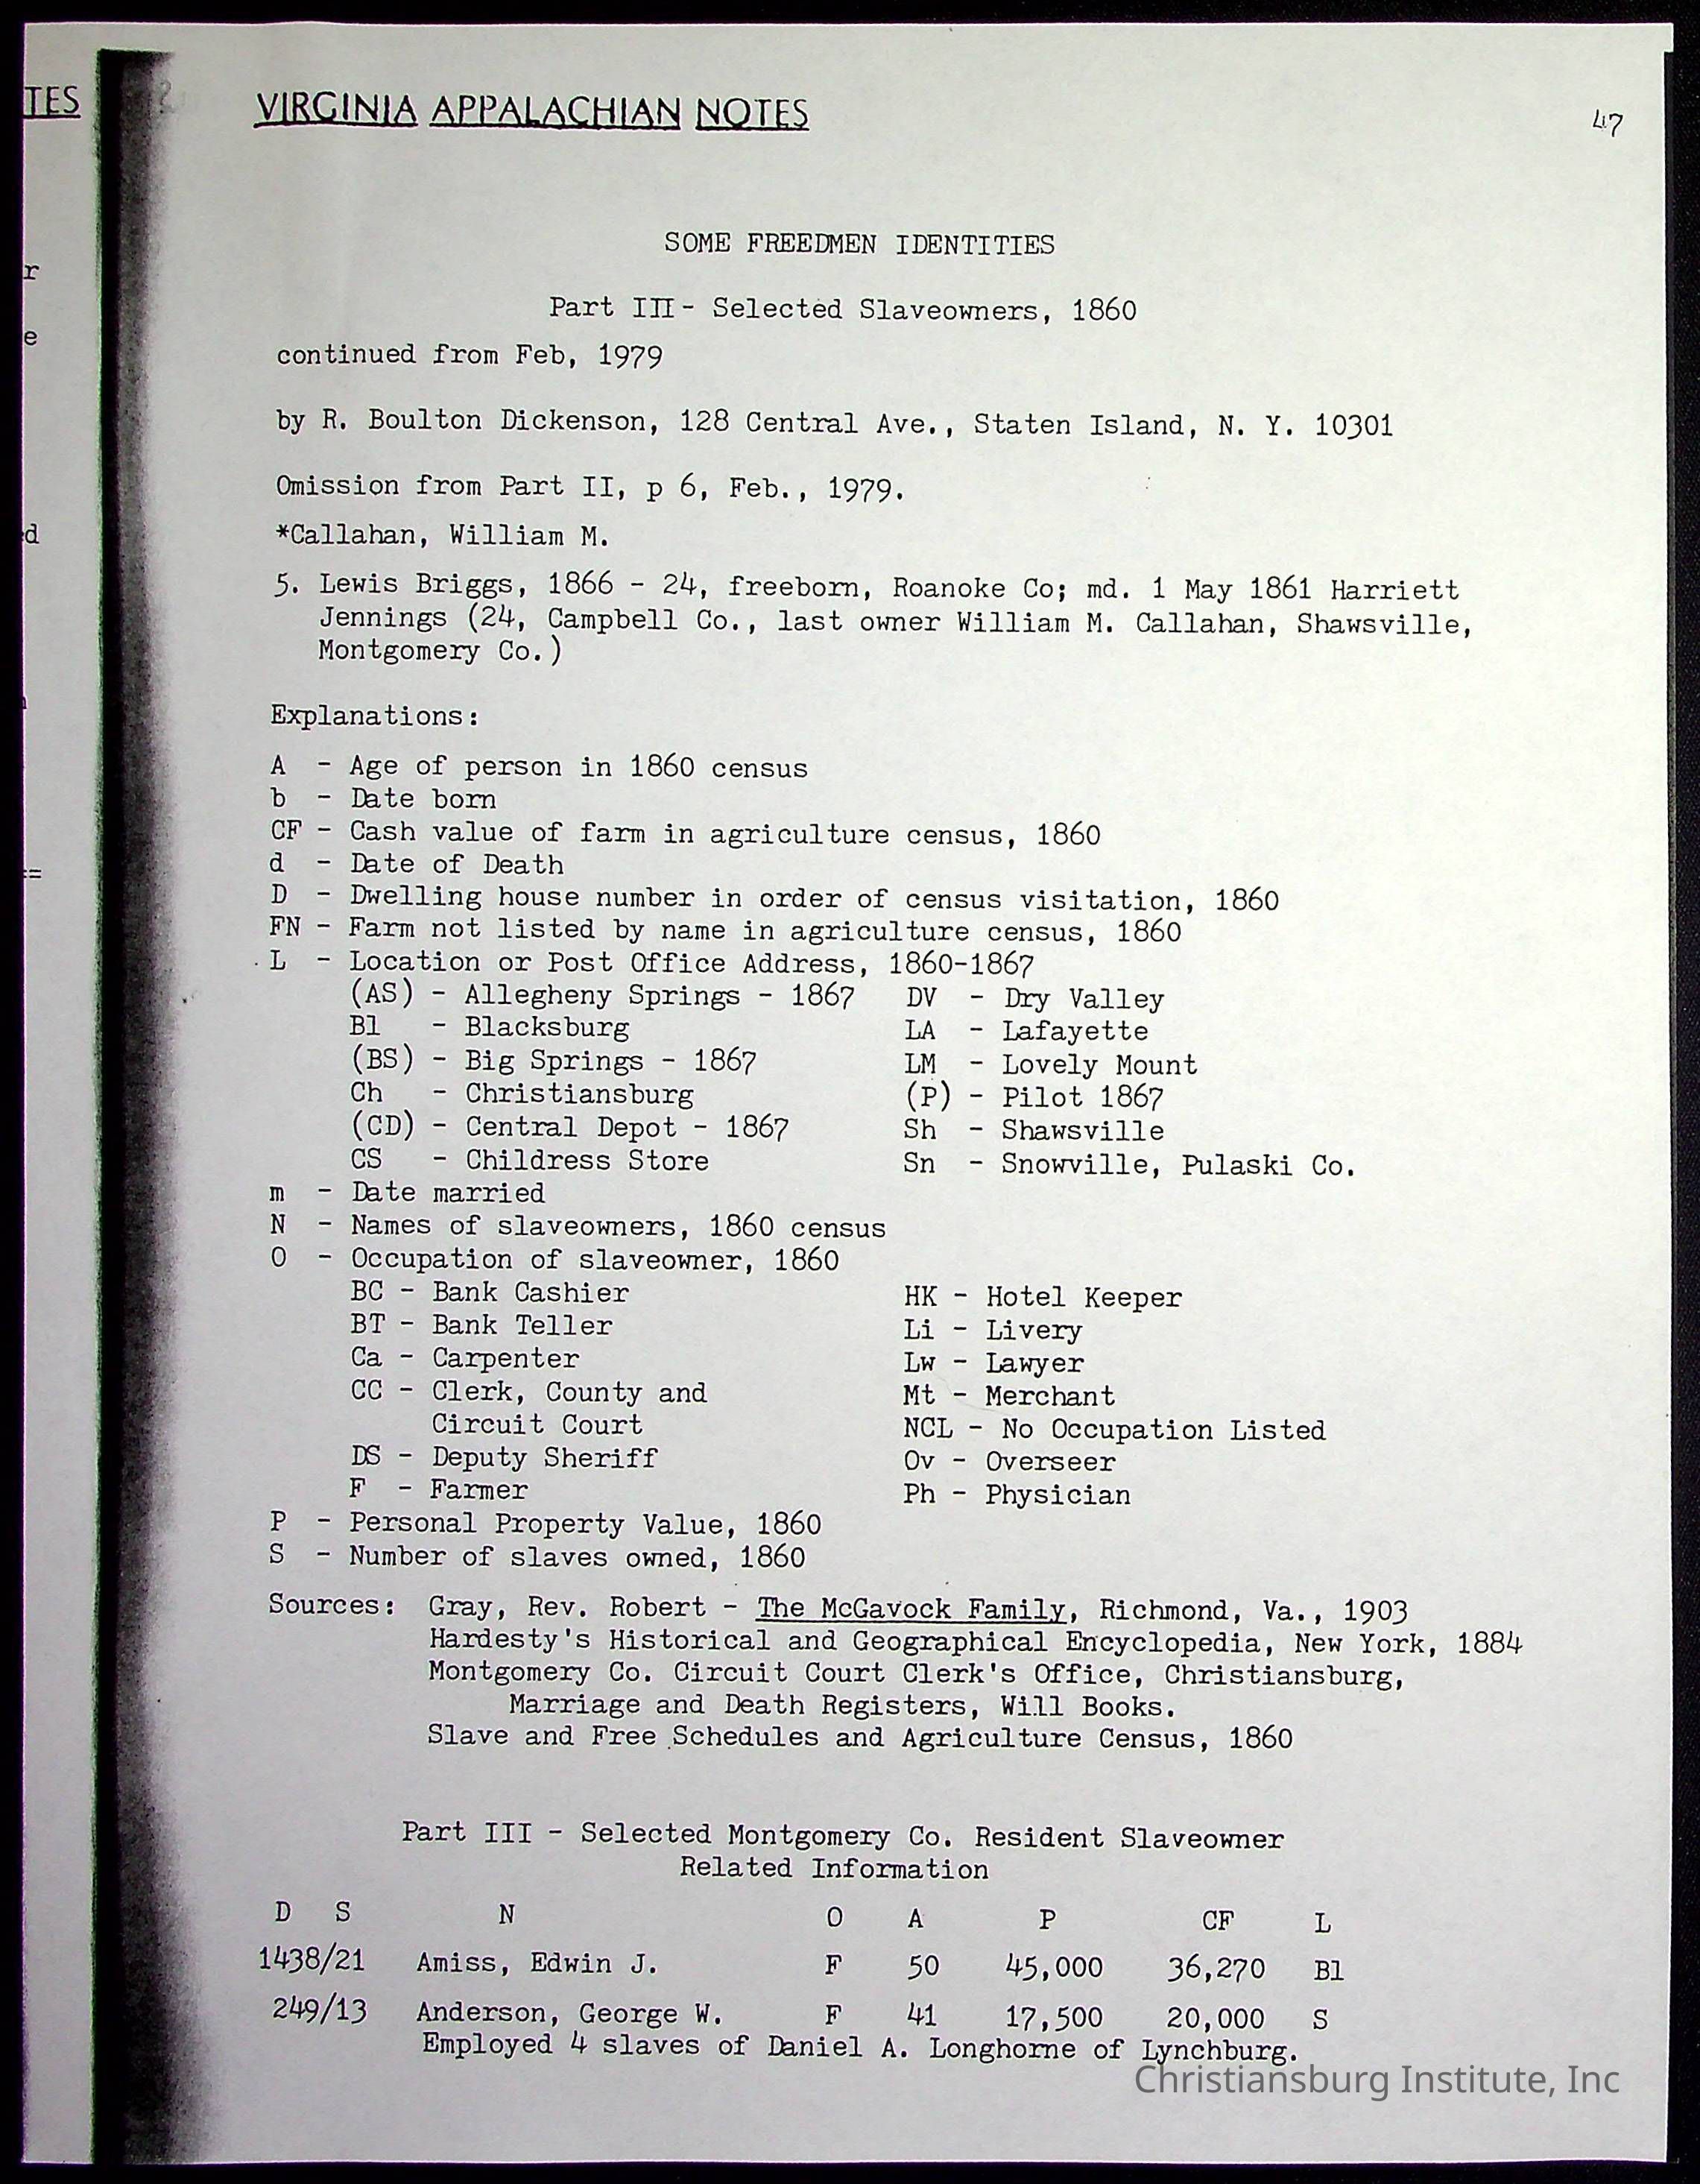 TES
VIRGINIA APPALACHIAN NOTES
47
r
e
d
=
SOME FREEDMEN IDENTITIES
Part III - Selected Slaveowners, 1860
continued from Feb, 1979
by R. Boulton Dickenson, 128 Central Ave., Staten Island, N. Y. 10301
Omission from Part II, p 6, Feb., 1979.
*Callahan, William M.
5. Lewis Briggs, 1866 - 24, freeborn, Roanoke Co; md. 1 May 1861 Harriett
Jennings (24, Campbell Co., last owner William M. Callahan, Shawsville,
Montgomery Co.)
Explanations:
A - Age of person in 1860 census
b - Date born
CF - Cash value of farm in agriculture census, 1860
d - Date of Death
D - Dwelling house number in order of census visitation, 1860
FN - Farm not listed by name in agriculture census, 1860
L - Location or Post Office Address, 1860-1867
(AS) - Allegheny Springs - 1867 DV - Dry Valley
Bl - Blacksburg LA - Lafayette
(BS) - Big Springs - 1867 LM - Lovely Mount
Ch - Christiansburg (P) - Pilot 1867
(CD) - Central Depot - 1867 Sh - Shawsville
CS - Childress Store Sn - Snowville, Pulaski Co.
m - Date married
N - Names of slaveowners, 1860 census
O - Occupation of slaveowner, 1860
BC - Bank Cashier HK - Hotel Keeper
BT - Bank Teller Li - Livery
Ca - Carpenter Lw - Lawyer
CC - Clerk, County and Mt - Merchant
Circuit Court NCL - No Occupation Listed
DS - Deputy Sheriff Ov - Overseer
F - Farmer Ph - Physician
P - Personal Property Value, 1860
S - Number of slaves owned, 1860
Sources: Gray, Rev. Robert - The McGavock Family, Richmond, Va., 1903
Hardesty's Historical and Geographical Encyclopedia, New York, 1884
Montgomery Co. Circuit Court Clerk's Office, Christiansburg,
Marriage and Death Registers, Will Books.
Slave and Free Schedules and Agriculture Census, 1860
Part III - Selected Montgomery Co. Resident Slaveowner
Related Information
D S N O A P CF L
1438/21 Amiss, Edwin J. F 50 45,000 36,270 Bl
249/13 Anderson, George W. F 41 17,500 20,000 S
Employed 4 slaves of Daniel A. Longhorne of Lynchburg.
Christiansburg Institute, Inc